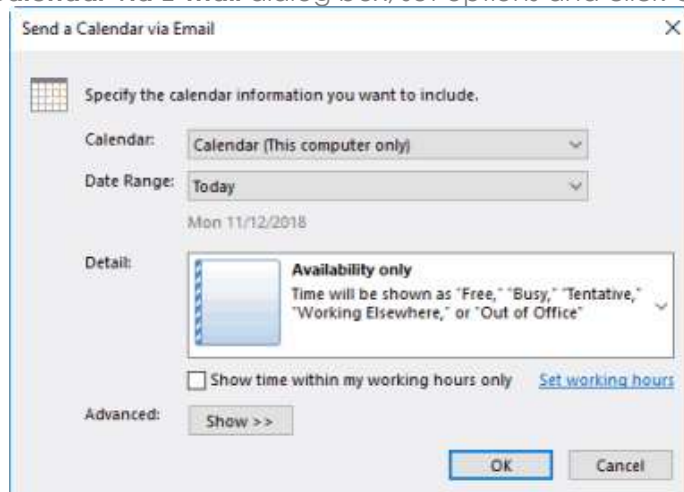 Send a Calendar via Email
Specify the calendar information you want to include.
Calendar: Calendar (This computer only)
Date Range: Today
Mon 11/12/2018
Detail: Availability only
Time will be shown as "Free," "Busy," "Tentative,"
"Working Elsewhere," or "Out of Office"
Show time within my working hours only Set working hours
Advanced: Show >>
OK Cancel